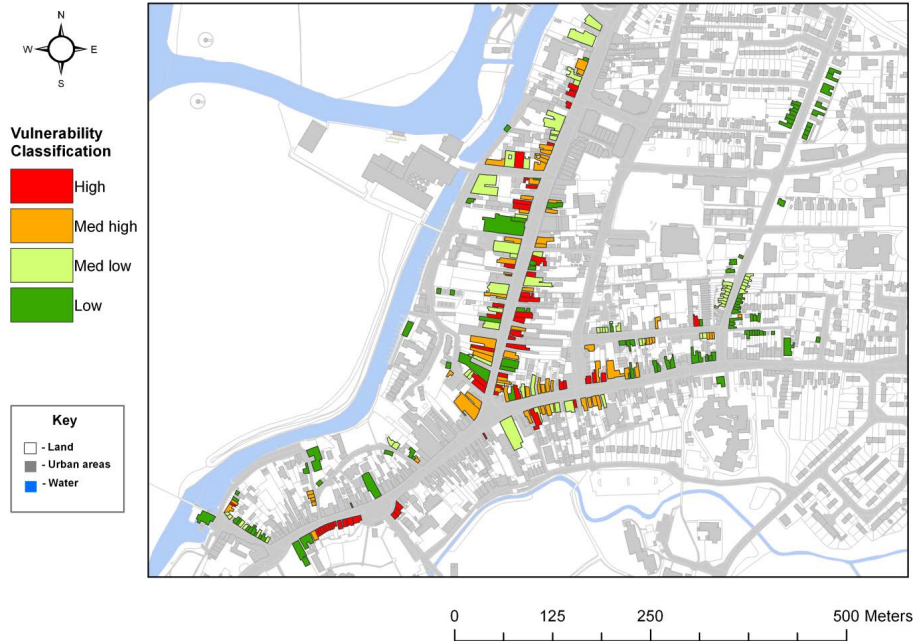 N
W E
S
Vulnerability
Classification
High
Med high
Med low
Low
Key
- Land
- Urban areas
- Water
0 125 250 500 Meters